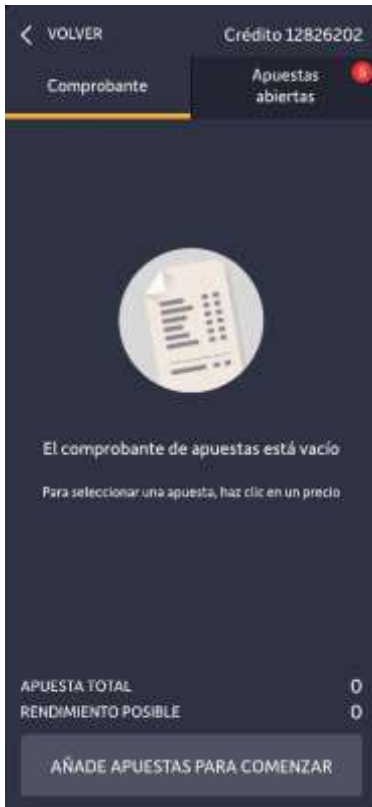 VOLVER
Crédito 12826202
Comprobante
Apuestas
abiertas
El comprobante de apuestas está vacío
Para seleccionar una apuesta, haz clic en un precio
APUESTA TOTAL 0
RENDIMIENTO POSIBLE 0
AÑADE APUESTAS PARA COMENZAR